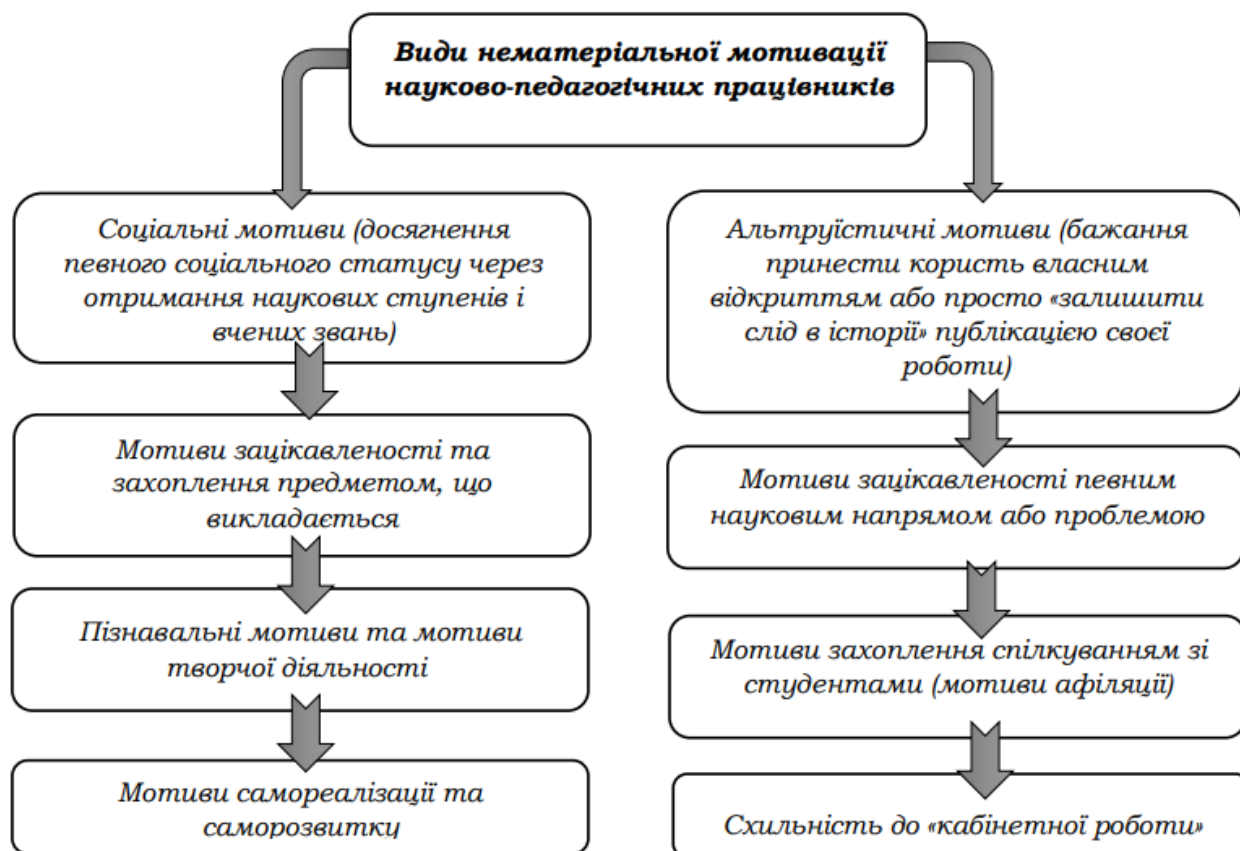 Види нематеріальної мотивації
науково-педагогічних працівників
Соціальні мотиви (досягнення
певного соціального статусу через
отримання наукових ступенів і
вчених звань)
Мотиви зацікавленості та
захоплення предметом, що
викладається
Пізнавальні мотиви та мотиви
творчої діяльності
Мотиви самореалізації та
саморозвитку
Альтруїстичні мотиви (бажання
принести користь власним
відкриттям або просто «залишити
слід в історії» публікацією своєї
роботи)
Мотиви зацікавленості певним
науковим напрямом або проблемою
Мотиви захоплення спілкуванням зі
студентами (мотиви афіляції)
Схильність до «кабінетної роботи»